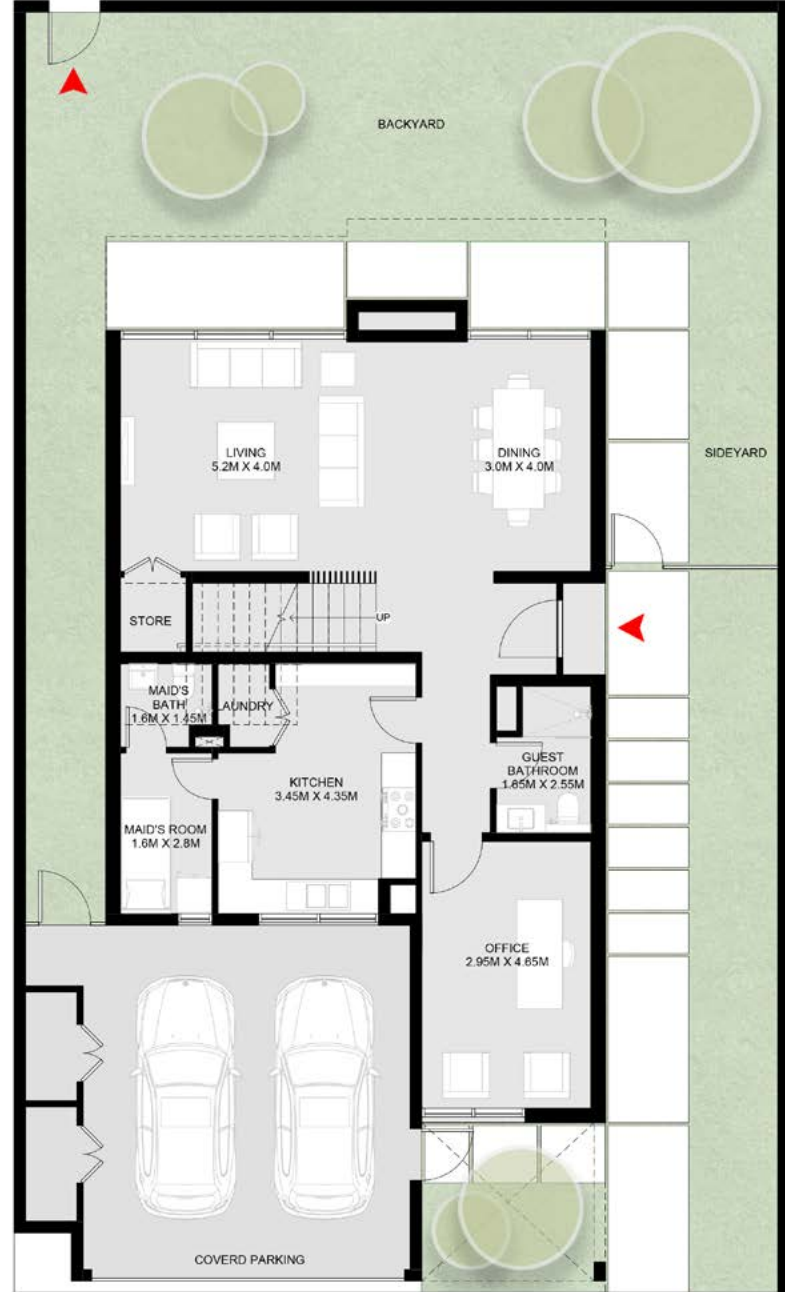 BACKYARD
LIVING
5.2M X 4.0M
DINING
3.0M X 4.0M
SIDEYARD
STORE
UP
MAID'S
BATH
1.6M X 1.45M
LAUNDRY
KITCHEN
3.45M X 4.35M
GUEST
BATHROOM
1.65M X 2.55M
MAID'S ROOM
1.6M X 2.8M
OFFICE
2.95M X 4.65M
COVERD PARKING